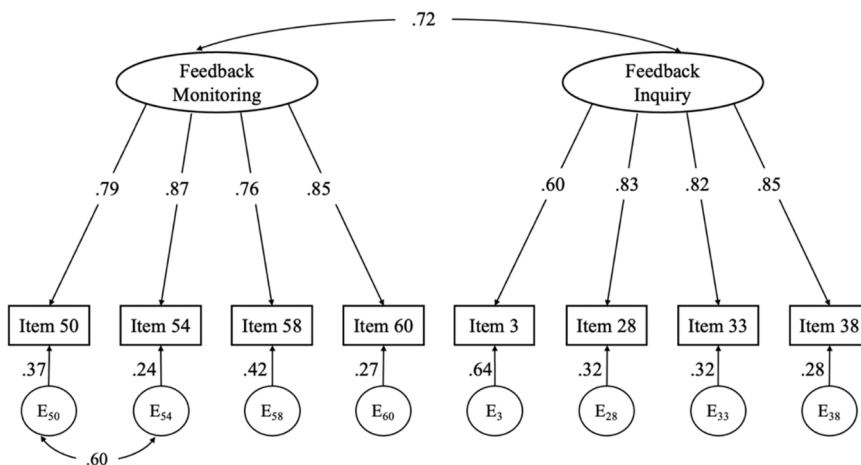 .72
Feedback
Monitoring
Feedback
Inquiry
.79 .87 .76 .85 .60 .83 .82 .85
Item 50 Item 54 Item 58 Item 60 Item 3 Item 28 Item 33 Item 38
.37 .24 .42 .27 .64 .32 .32 .28
E50 E54 E58 E60 E3 E28 E33 E38
.60